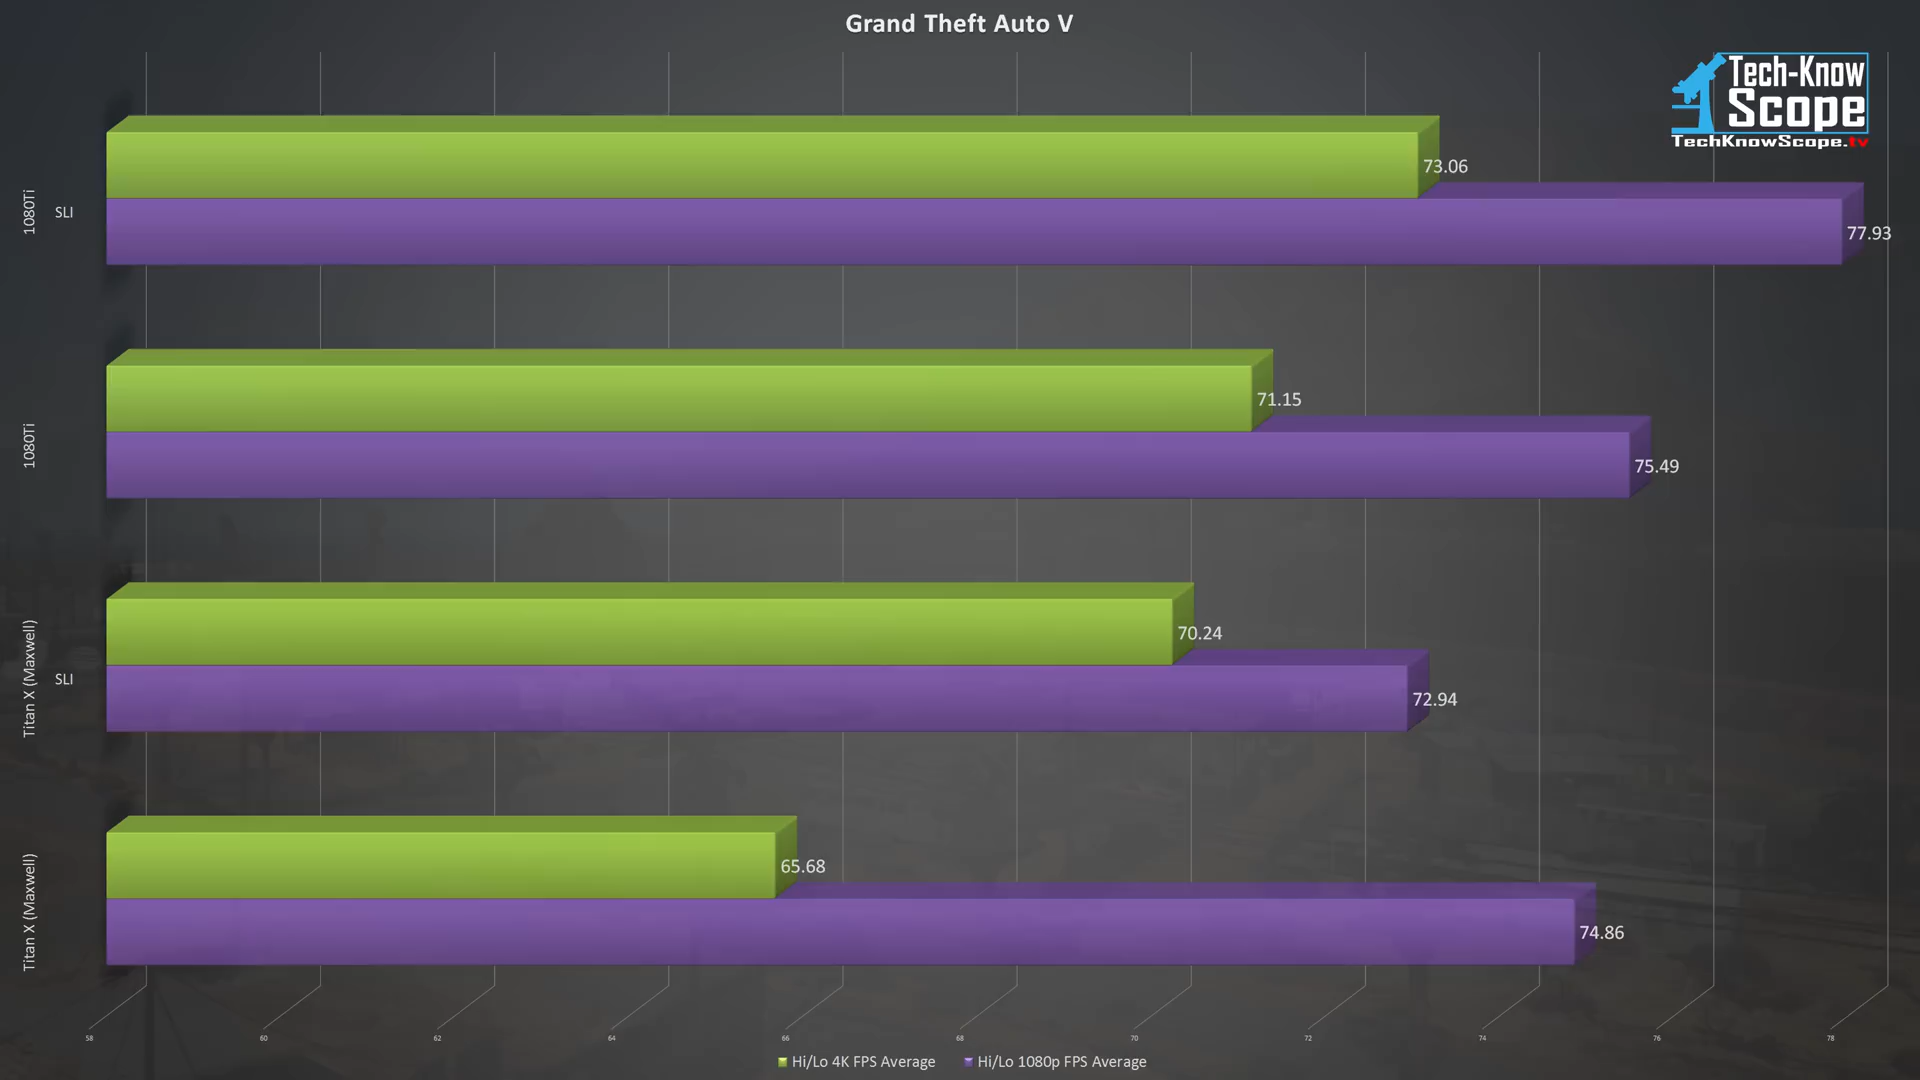 Grand Theft Auto V
Tech-Know
Scope
TechKnowScope.tv
1080Ti
SLI
73.06
77.93
1080Ti
71.15
75.49
Titan X (Maxwell)
SLI
70.24
72.94
Titan X (Maxwell)
65.68
74.86
58 60 62 64 66 68 70 72 74 76 78
Hi/Lo 4K FPS Average Hi/Lo 1080p FPS Average